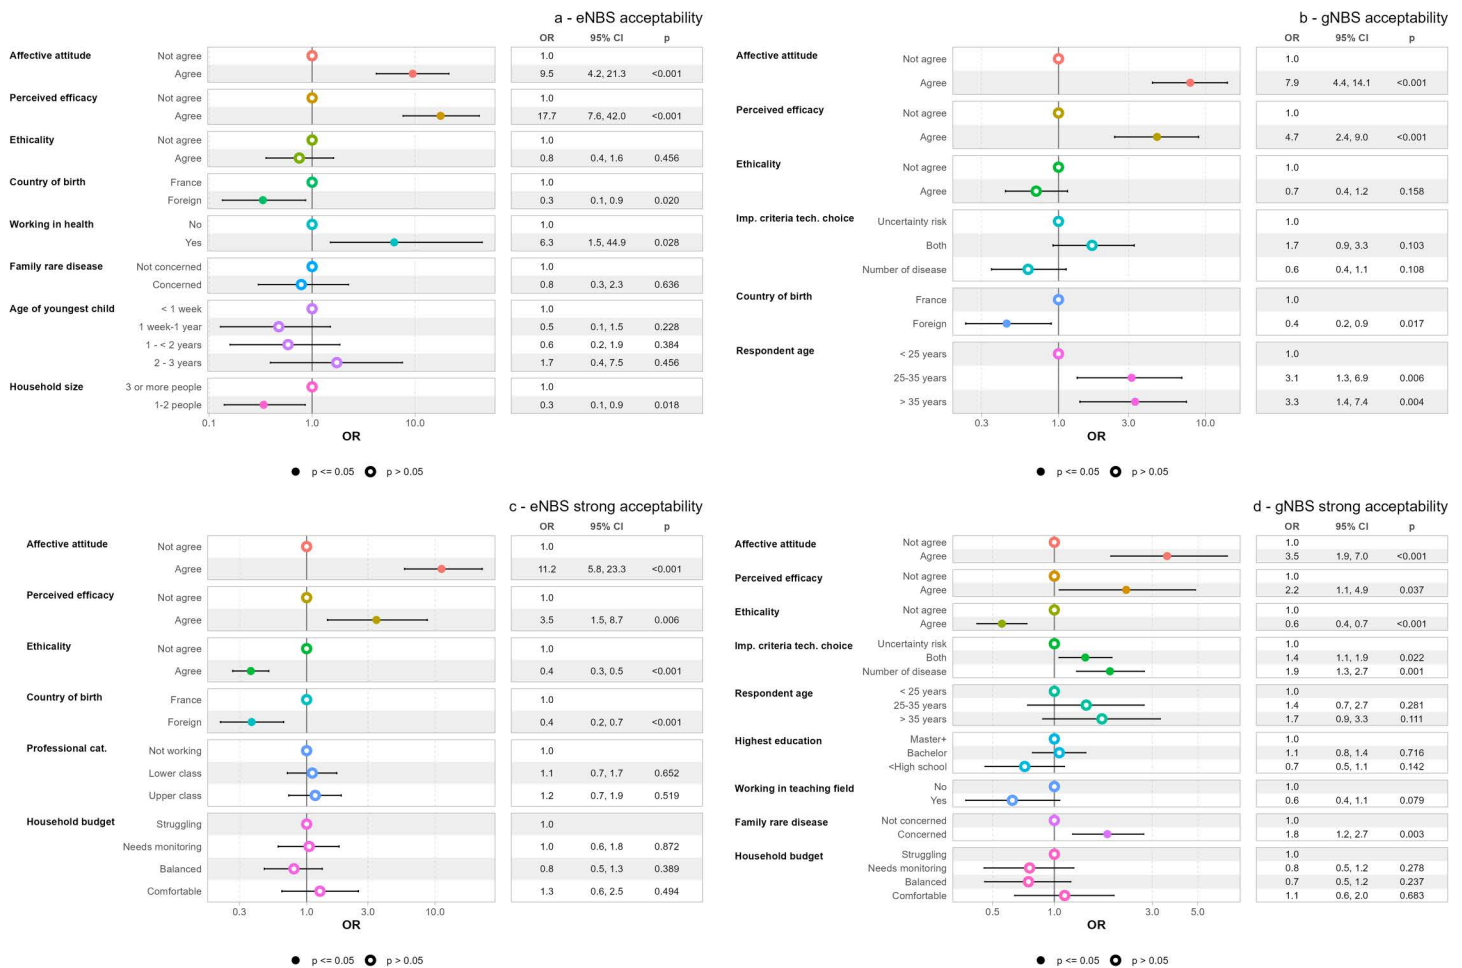 a - eNBS acceptability
OR 95% CI p
Affective attitude Not agree 1.0
Agree 9.5 4.2, 21.3 <0.001
Perceived efficacy Not agree 1.0
Agree 17.7 7.6, 42.0 <0.001
Ethicality Not agree 1.0
Agree 0.8 0.4, 1.6 0.456
Country of birth France 1.0
Foreign 0.3 0.1, 0.9 0.020
Working in health No 1.0
Yes 6.3 1.5, 44.9 0.028
Family rare disease Not concerned 1.0
Concerned 0.8 0.3, 2.3 0.636
Age of youngest child < 1 week 1.0
1 week-1 year 0.5 0.1, 1.5 0.228
1 - < 2 years 0.6 0.2, 1.9 0.384
2 - 3 years 1.7 0.4, 7.5 0.456
Household size 3 or more people 1.0
1-2 people 0.3 0.1, 0.9 0.018
0.1 1.0 10.0
OR
p <= 0.05 p > 0.05
b - gNBS acceptability
OR 95% CI p
Affective attitude Not agree 1.0
Agree 7.9 4.4, 14.1 <0.001
Perceived efficacy Not agree 1.0
Agree 4.7 2.4, 9.0 <0.001
Ethicality Not agree 1.0
Agree 0.7 0.4, 1.2 0.158
Imp. criteria tech. choice Uncertainty risk 1.0
Both 1.7 0.9, 3.3 0.103
Number of disease 0.6 0.4, 1.1 0.108
Country of birth France 1.0
Foreign 0.4 0.2, 0.9 0.017
Respondent age < 25 years 1.0
25-35 years 3.1 1.3, 6.9 0.006
> 35 years 3.3 1.4, 7.4 0.004
0.3 1.0 3.0 10.0
OR
p <= 0.05 p > 0.05
c - eNBS strong acceptability
OR 95% CI p
Affective attitude Not agree 1.0
Agree 11.2 5.8, 23.3 <0.001
Perceived efficacy Not agree 1.0
Agree 3.5 1.5, 8.7 0.006
Ethicality Not agree 1.0
Agree 0.4 0.3, 0.5 <0.001
Country of birth France 1.0
Foreign 0.4 0.2, 0.7 <0.001
Professional cat. Not working 1.0
Lower class 1.1 0.7, 1.7 0.652
Upper class 1.2 0.7, 1.9 0.519
Household budget Struggling 1.0
Needs monitoring 1.0 0.6, 1.8 0.872
Balanced 0.8 0.5, 1.3 0.389
Comfortable 1.3 0.6, 2.5 0.494
0.3 1.0 3.0 10.0
OR
p <= 0.05 p > 0.05
d - gNBS strong acceptability
OR 95% CI p
Affective attitude Not agree 1.0
Agree 3.5 1.9, 7.0 <0.001
Perceived efficacy Not agree 1.0
Agree 2.2 1.1, 4.9 0.037
Ethicality Not agree 1.0
Agree 0.6 0.4, 0.7 <0.001
Imp. criteria tech. choice Uncertainty risk 1.0
Both 1.4 1.1, 1.9 0.022
Number of disease 1.9 1.3, 2.7 0.001
Respondent age < 25 years 1.0
25-35 years 1.4 0.7, 2.7 0.281
> 35 years 1.7 0.9, 3.3 0.111
Highest education Master+ 1.0
Bachelor 1.1 0.8, 1.4 0.716
<High school 0.7 0.5, 1.1 0.142
Working in teaching field No 1.0
Yes 0.6 0.4, 1.1 0.079
Family rare disease Not concerned 1.0
Concerned 1.8 1.2, 2.7 0.003
Household budget Struggling 1.0
Needs monitoring 0.8 0.5, 1.2 0.278
Balanced 0.7 0.5, 1.2 0.237
Comfortable 1.1 0.6, 2.0 0.683
0.5 1.0 3.0 5.0
OR
p <= 0.05 p > 0.05